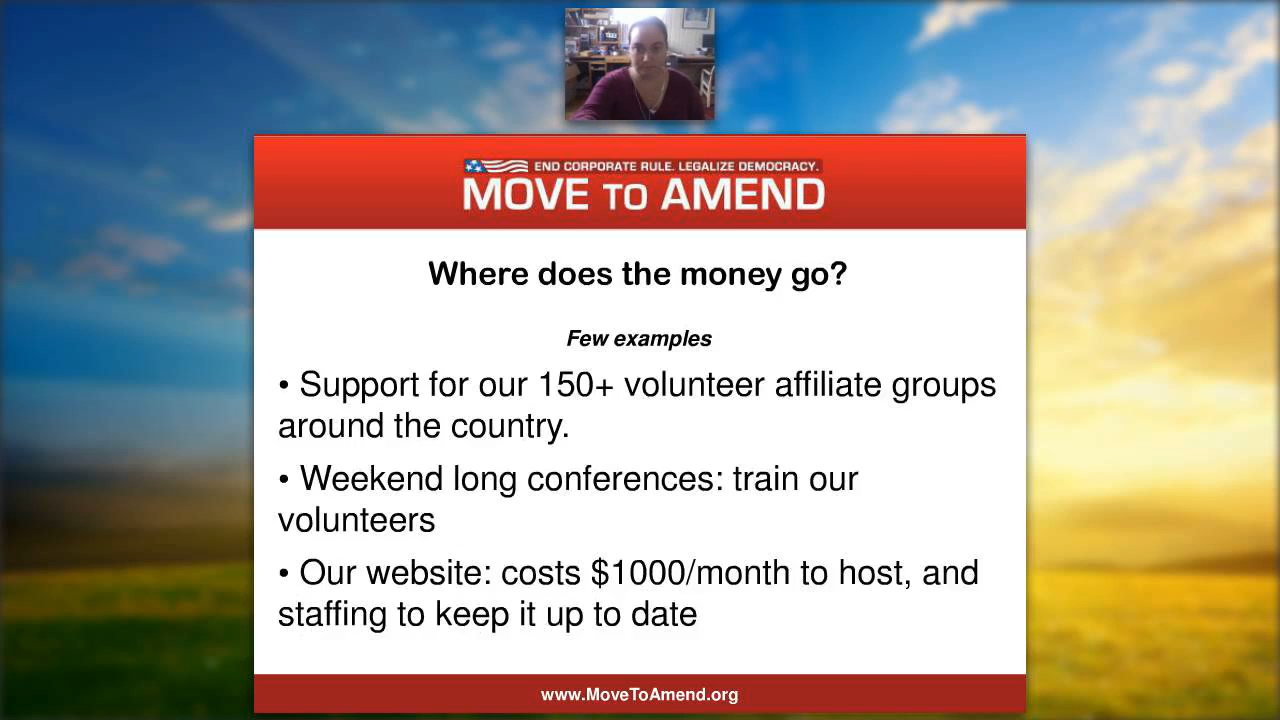 END CORPORATE RULE. LEGALIZE DEMOCRACY.
MOVE TO AMEND
Where does the money go?
Few examples
• Support for our 150+ volunteer affiliate groups
around the country.
• Weekend long conferences: train our
volunteers
• Our website: costs $1000/month to host, and
staffing to keep it up to date
www.MoveToAmend.org